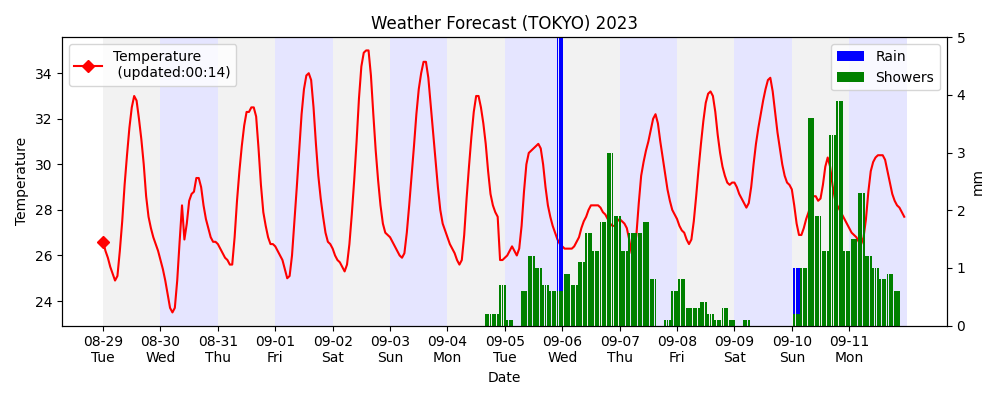 Weather Forecast (TOKYO) 2023
Temperature
(updated:00:14)
Rain
Showers
Temperature
34
32
30
28
26
24
5
4
3
2
1
0
mm
08-29 08-30 08-31 09-01 09-02 09-03 09-04 09-05 09-06 09-07 09-08 09-09 09-10 09-11
Tue Wed Thu Fri Sat Sun Mon Tue Wed Thu Fri Sat Sun Mon
Date